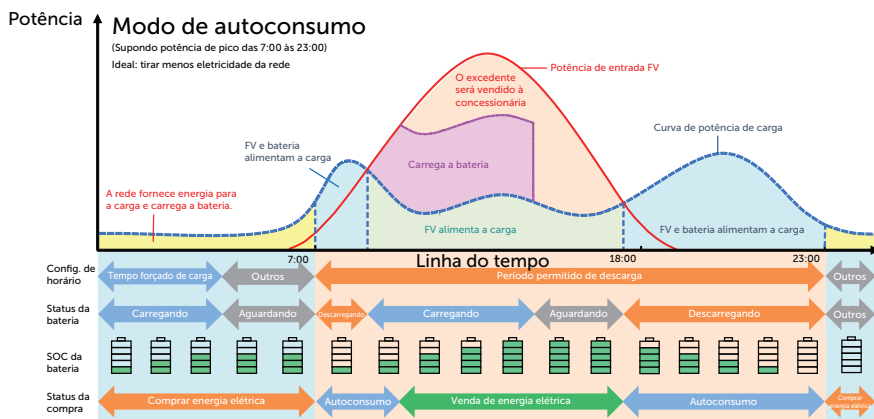 Potência
Modo de autoconsumo
(Supondo potência de pico das 7:00 às 23:00)
Ideal: tirar menos eletricidade da rede
O excedente
será vendido à
concessionária
Potência de entrada FV
FV e bateria
alimentam a carga
Curva de potência de carga
Carrega a bateria
A rede fornece energia para
a carga e carrega a bateria.
FV alimenta a carga
FV e bateria alimentam a carga
7:00
Linha do tempo
18:00
23:00
Config. de
horário
Tempo forçado de carga
Outros
Período permitido de descarga
Outros
Status da
bateria
Carregando
Aguardando
Descarregando
Carregando
Aguardando
Descarregando
Outros
SOC da
bateria
Status da
compra
Comprar energia elétrica
Autoconsumo
Venda de energia elétrica
Autoconsumo
Comprar
energia elétrica